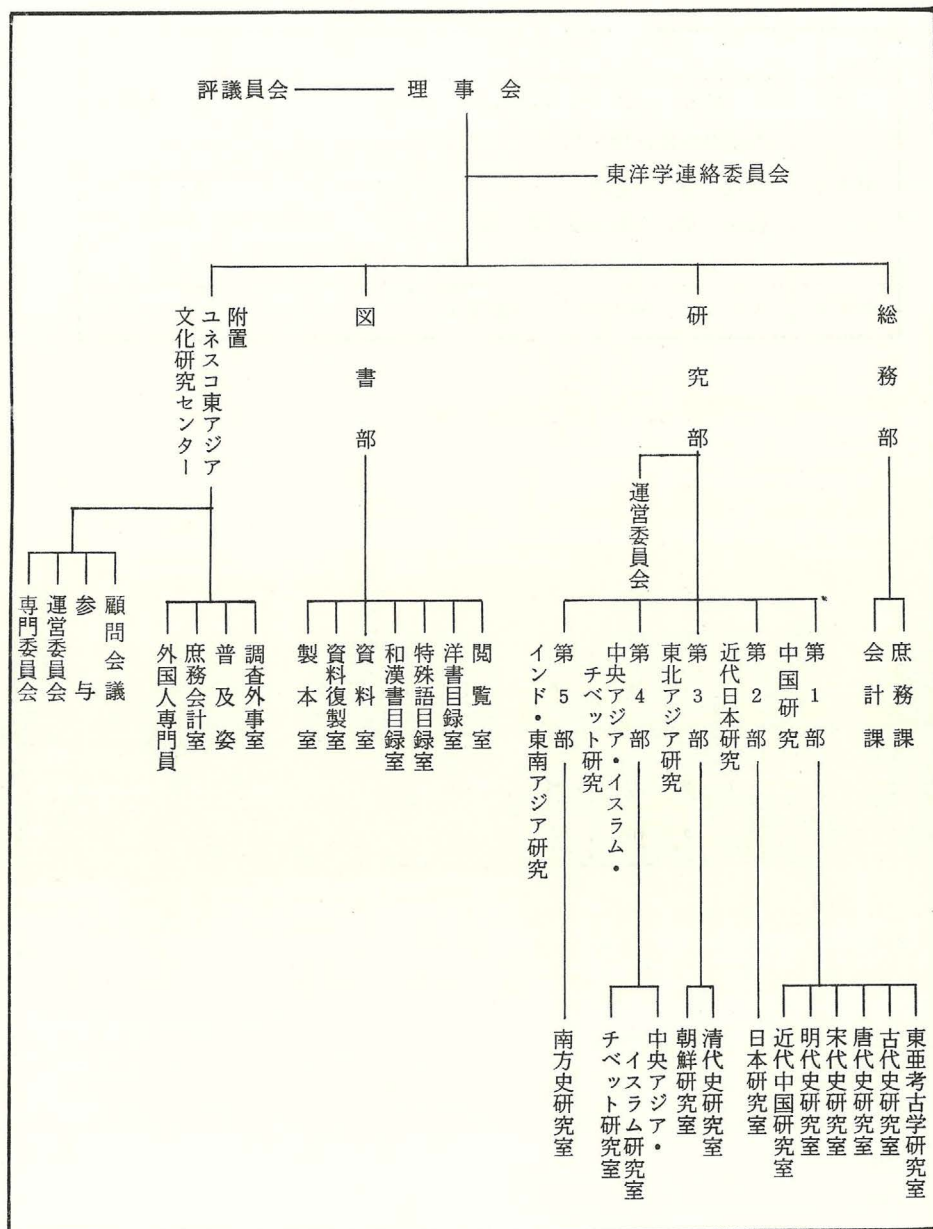 評議員会 理事会
東洋学連絡委員会
総務部
研究部
図書部
附置
ユネスコ東アジア
文化研究センター
運営委員会
庶務課
会計課
第1部
中国研究
第2部
近代日本研究
第3部
東北アジア研究
第4部
中央アジア・イスラム・
チベット研究
第5部
インド・東南アジア研究
閲覧室
洋書目録室
特殊語目録室
和漢書目録室
資料室
資料復製室
製本室
調査外事室
普及姿
庶務会計室
外国人専門員
顧問会議
参与
運営委員会
専門委員会
東亜考古学研究室
古代史研究室
唐代史研究室
宋代史研究室
明代史研究室
近代中国研究室
日本研究室
清代史研究室
朝鮮研究室
中央アジア・
イスラム研究室
チベット研究室
南方史研究室